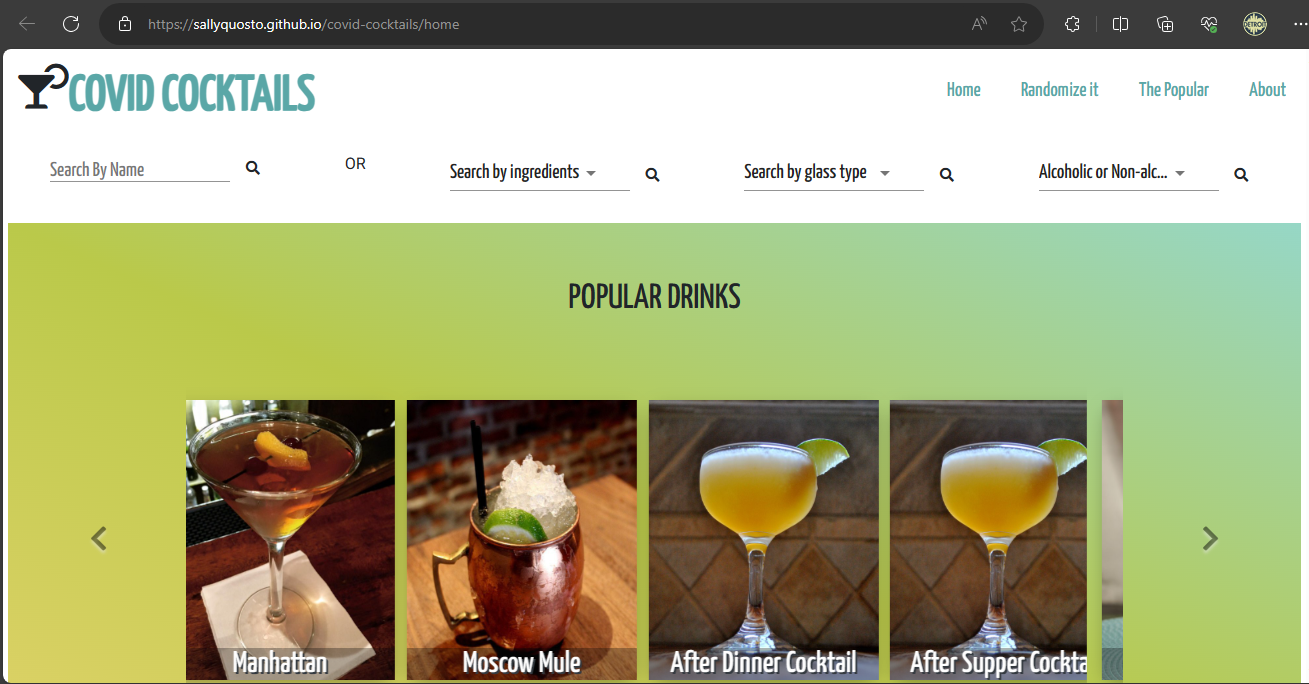 https://sallyquosto.github.io/covid-cocktails/home
COVID COCKTAILS
Home Randomize it The Popular About
Search By Name OR Search by ingredients Search by glass type Alcoholic or Non-alc...
POPULAR DRINKS
Manhattan Moscow Mule After Dinner Cocktail After Supper Cockta